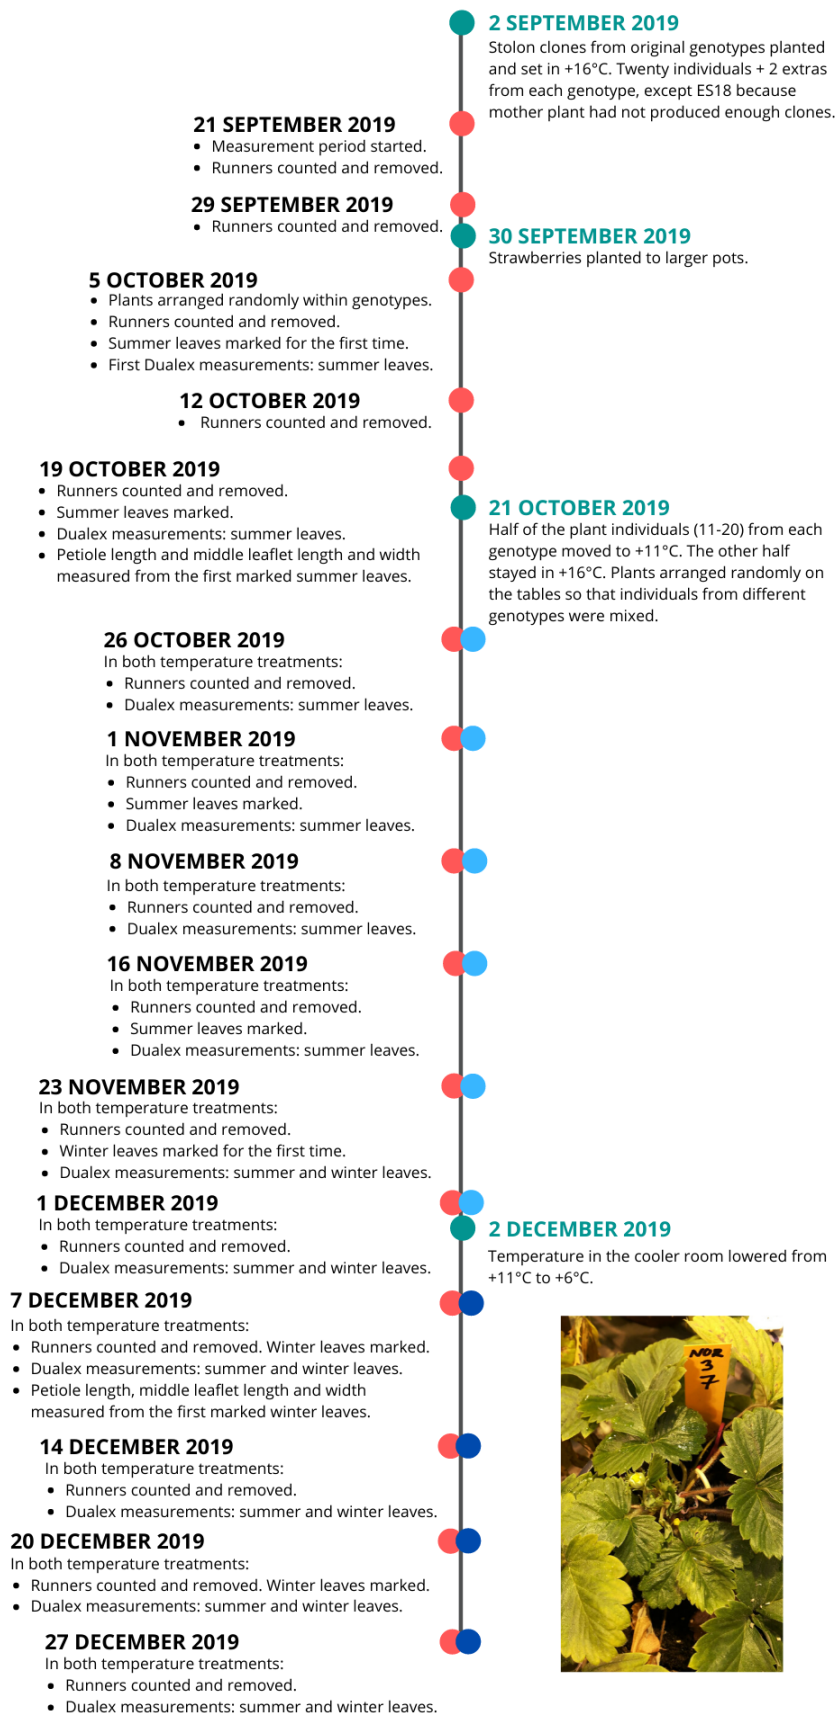 2 SEPTEMBER 2019
Stolon clones from original genotypes planted
and set in +16°C. Twenty individuals + 2 extras
from each genotype, except ES18 because
mother plant had not produced enough clones.
21 SEPTEMBER 2019
• Measurement period started.
• Runners counted and removed.
29 SEPTEMBER 2019
• Runners counted and removed.
30 SEPTEMBER 2019
Strawberries planted to larger pots.
5 OCTOBER 2019
• Plants arranged randomly within genotypes.
• Runners counted and removed.
• Summer leaves marked for the first time.
• First Dualex measurements: summer leaves.
12 OCTOBER 2019
• Runners counted and removed.
19 OCTOBER 2019
• Runners counted and removed.
• Summer leaves marked.
• Dualex measurements: summer leaves.
• Petiole length and middle leaflet length and width
measured from the first marked summer leaves.
21 OCTOBER 2019
Half of the plant individuals (11-20) from each
genotype moved to +11°C. The other half
stayed in +16°C. Plants arranged randomly on
the tables so that individuals from different
genotypes were mixed.
26 OCTOBER 2019
In both temperature treatments:
• Runners counted and removed.
• Dualex measurements: summer leaves.
1 NOVEMBER 2019
In both temperature treatments:
• Runners counted and removed.
• Summer leaves marked.
• Dualex measurements: summer leaves.
8 NOVEMBER 2019
In both temperature treatments:
• Runners counted and removed.
• Dualex measurements: summer leaves.
16 NOVEMBER 2019
In both temperature treatments:
• Runners counted and removed.
• Summer leaves marked.
• Dualex measurements: summer leaves.
23 NOVEMBER 2019
In both temperature treatments:
• Runners counted and removed.
• Winter leaves marked for the first time.
• Dualex measurements: summer and winter leaves.
1 DECEMBER 2019
In both temperature treatments:
• Runners counted and removed.
• Dualex measurements: summer and winter leaves.
2 DECEMBER 2019
Temperature in the cooler room lowered from
+11°C to +6°C.
7 DECEMBER 2019
In both temperature treatments:
• Runners counted and removed. Winter leaves marked.
• Dualex measurements: summer and winter leaves.
• Petiole length, middle leaflet length and width
measured from the first marked winter leaves.
NOR
3
7
14 DECEMBER 2019
In both temperature treatments:
• Runners counted and removed.
• Dualex measurements: summer and winter leaves.
20 DECEMBER 2019
In both temperature treatments:
• Runners counted and removed. Winter leaves marked.
• Dualex measurements: summer and winter leaves.
27 DECEMBER 2019
In both temperature treatments:
• Runners counted and removed.
• Dualex measurements: summer and winter leaves.